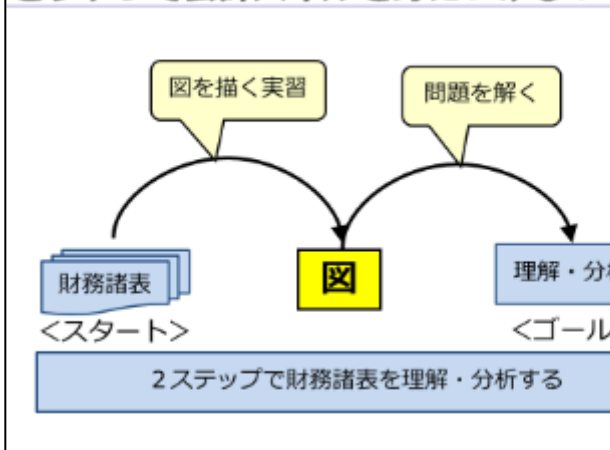 図を描く実習
問題を解く
財務諸表
図
理解・分
<スタート>
<ゴール
2ステップで財務諸表を理解・分析する